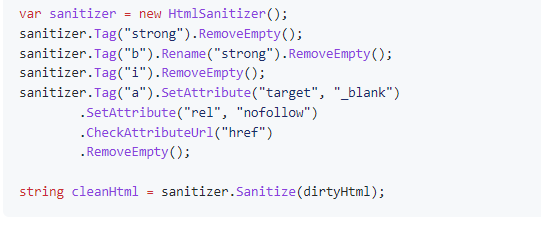 var sanitizer = new HtmlSanitizer();
sanitizer.Tag("strong").RemoveEmpty();
sanitizer.Tag("b").Rename("strong").RemoveEmpty();
sanitizer.Tag("i").RemoveEmpty();
sanitizer.Tag("a").SetAttribute("target", "_blank")
        .SetAttribute("rel", "nofollow")
        .CheckAttributeUrl("href")
        .RemoveEmpty();

string cleanHtml = sanitizer.Sanitize(dirtyHtml);